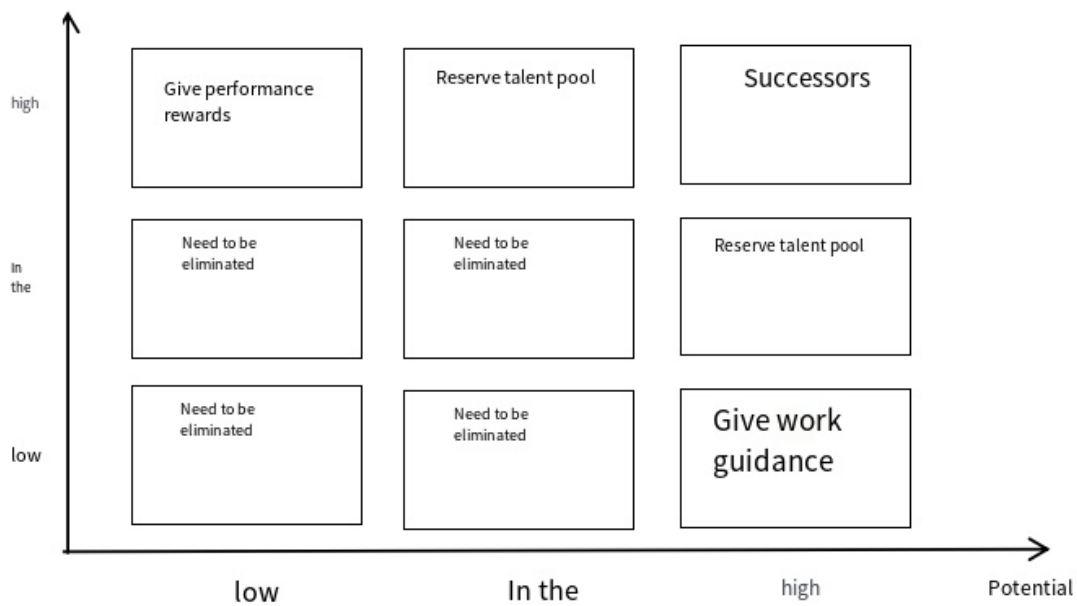 high
Give performance
rewards
Reserve talent pool
Successors
In
the
Need to be
eliminated
Need to be
eliminated
Reserve talent pool
low
Need to be
eliminated
Need to be
eliminated
Give work
guidance
low
In the
high
Potential